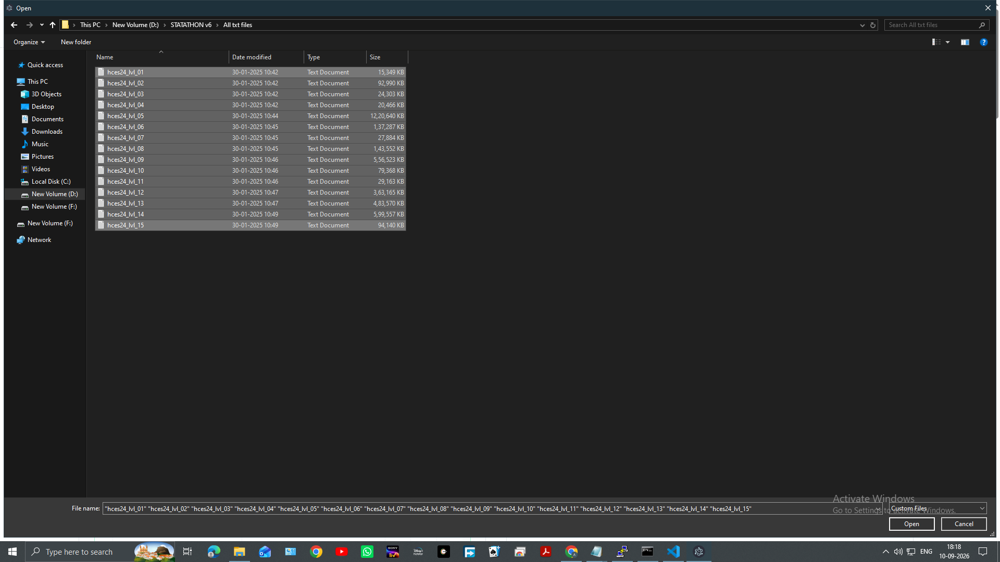 Open
This PC New Volume (D:) STATATHON v6 All txt files
Search All txt files
Organize New folder
Name Date modified Type Size
Quick access
This PC
3D Objects
Desktop
Documents
Downloads
Music
Pictures
Videos
Local Disk (C:)
New Volume (D:)
New Volume (F:)
New Volume (F:)
Network
hces24_lvl_01 30-01-2025 10:42 Text Document 15,349 KB
hces24_lvl_02 30-01-2025 10:42 Text Document 92,990 KB
hces24_lvl_03 30-01-2025 10:42 Text Document 24,303 KB
hces24_lvl_04 30-01-2025 10:42 Text Document 20,466 KB
hces24_lvl_05 30-01-2025 10:44 Text Document 12,20,640 KB
hces24_lvl_06 30-01-2025 10:45 Text Document 1,37,287 KB
hces24_lvl_07 30-01-2025 10:45 Text Document 27,884 KB
hces24_lvl_08 30-01-2025 10:45 Text Document 1,43,552 KB
hces24_lvl_09 30-01-2025 10:46 Text Document 5,56,523 KB
hces24_lvl_10 30-01-2025 10:46 Text Document 79,368 KB
hces24_lvl_11 30-01-2025 10:46 Text Document 29,163 KB
hces24_lvl_12 30-01-2025 10:47 Text Document 3,63,165 KB
hces24_lvl_13 30-01-2025 10:47 Text Document 4,83,570 KB
hces24_lvl_14 30-01-2025 10:49 Text Document 5,99,557 KB
hces24_lvl_15 30-01-2025 10:49 Text Document 94,140 KB
Activate Windows
Go to Settings to activate Windows.
File name: "hces24_lvl_01" "hces24_lvl_02" "hces24_lvl_03" "hces24_lvl_04" "hces24_lvl_05" "hces24_lvl_06" "hces24_lvl_07" "hces24_lvl_08" "hces24_lvl_09" "hces24_lvl_10" "hces24_lvl_11" "hces24_lvl_12" "hces24_lvl_13" "hces24_lvl_14" "hces24_lvl_15"
Custom Files
Open Cancel
Type here to search
SONY
liv
hotstar
ENG
18:18
10-09-2026